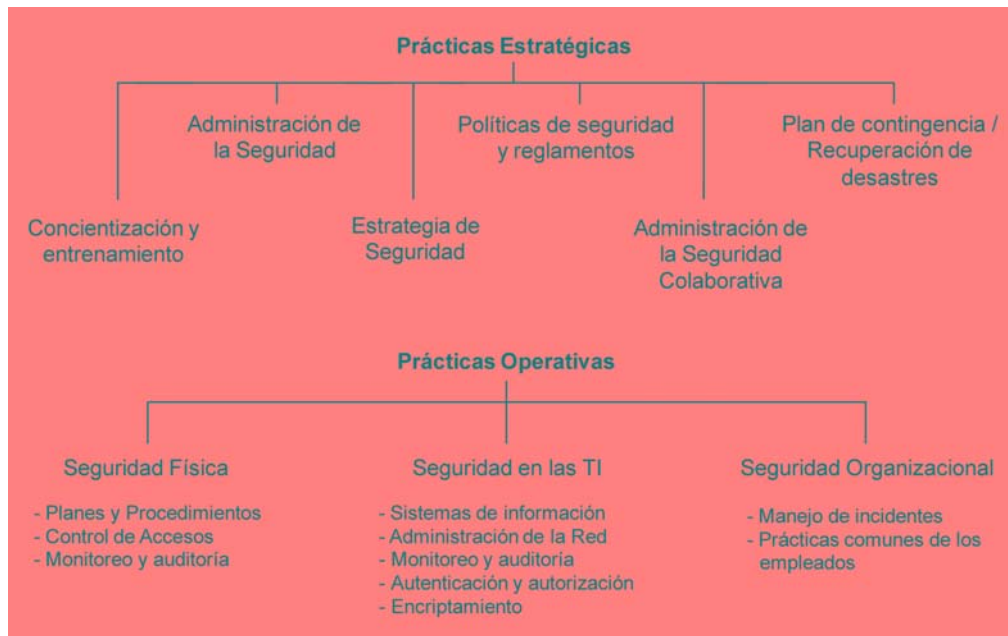 Prácticas Estratégicas
Administración de
la Seguridad
Políticas de seguridad
y reglamentos
Plan de contingencia /
Recuperación de
desastres
Concientización y
entrenamiento
Estrategia de
Seguridad
Administración de
la Seguridad
Colaborativa
Prácticas Operativas
Seguridad Física
- Planes y Procedimientos
- Control de Accesos
- Monitoreo y auditoría
Seguridad en las TI
- Sistemas de información
- Administración de la Red
- Monitoreo y auditoría
- Autenticación y autorización
- Encriptamiento
Seguridad Organizacional
- Manejo de incidentes
- Prácticas comunes de los
empleados